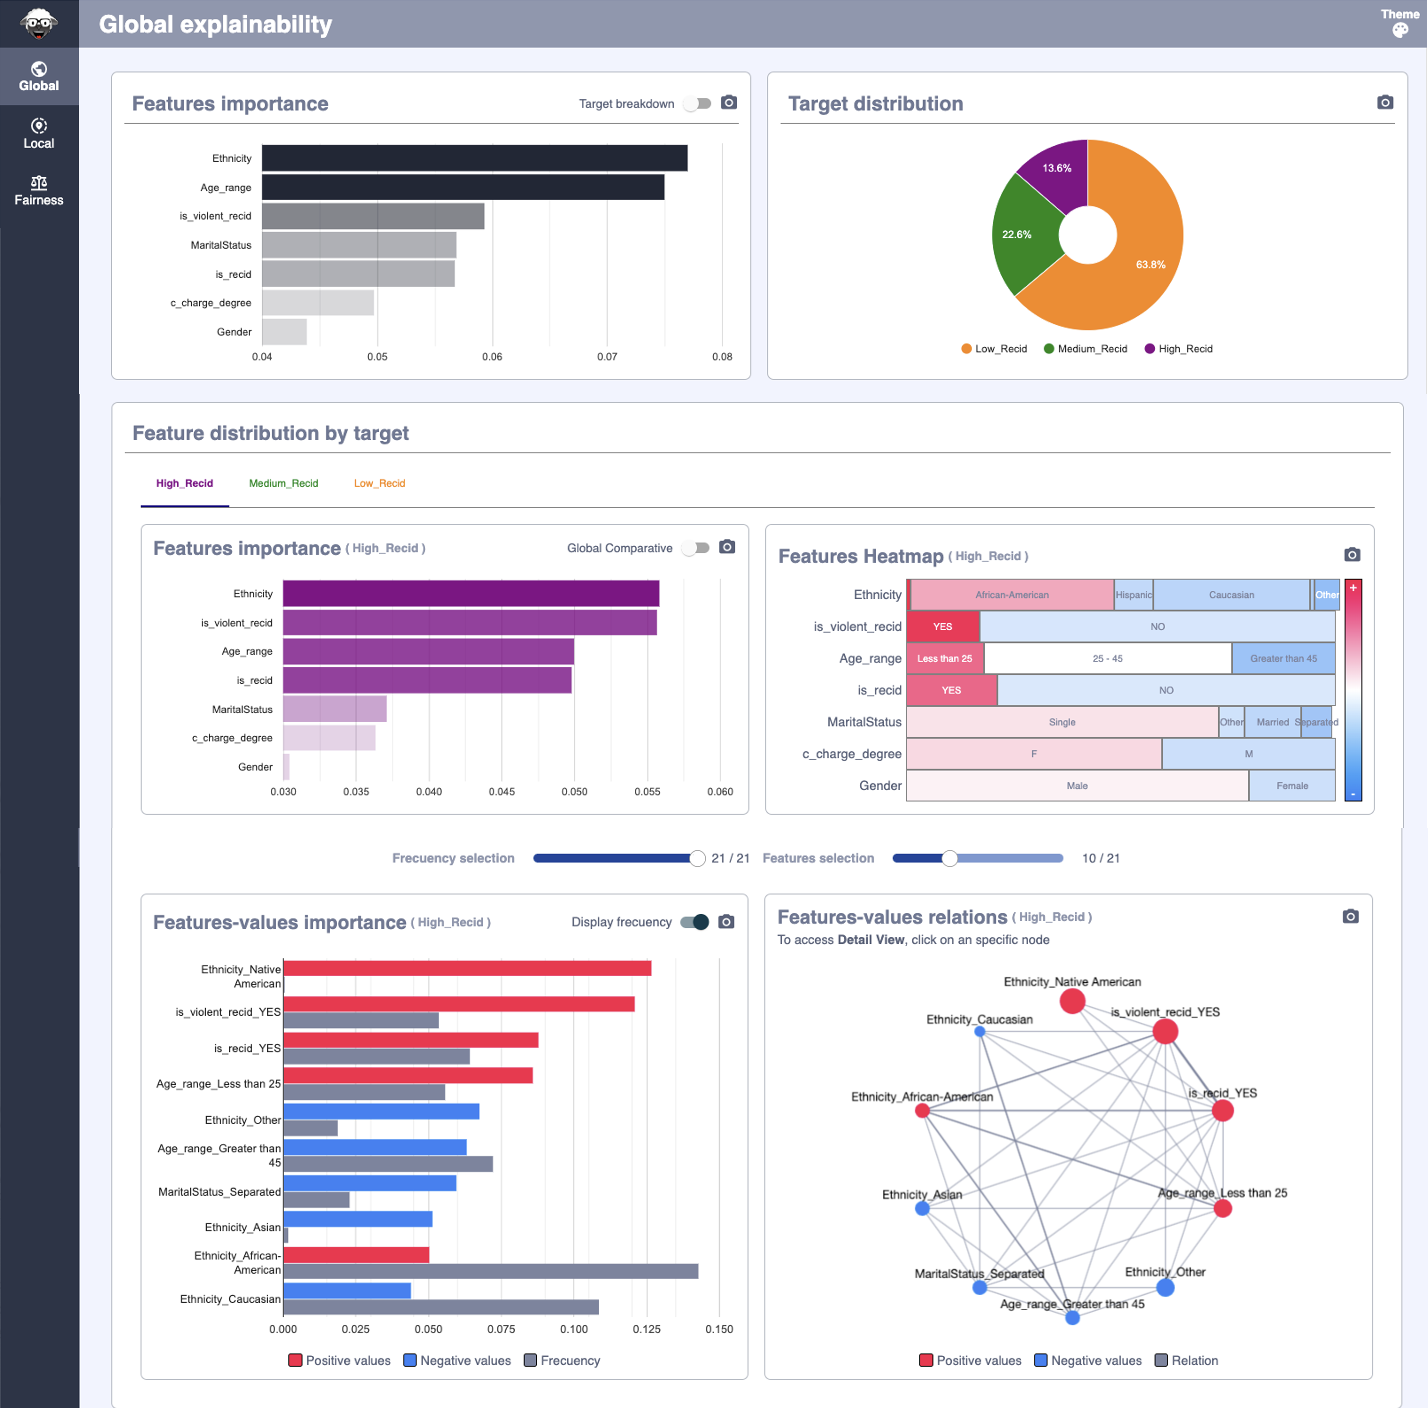 Global explainability
Theme
Global
Local
Fairness
Features importance
Target breakdown
Ethnicity
Age_range
is_violent_recid
MaritalStatus
is_recid
c_charge_degree
Gender
0.04 0.05 0.06 0.07 0.08
Target distribution
13.6%
22.6%
63.8%
Low_Recid Medium_Recid High_Recid
Feature distribution by target
High_Recid Medium_Recid Low_Recid
Features importance ( High_Recid )
Global Comparative
Ethnicity
is_violent_recid
Age_range
is_recid
MaritalStatus
c_charge_degree
Gender
0.030 0.035 0.040 0.045 0.050 0.055 0.060
Features Heatmap ( High_Recid )
Ethnicity African-American Hispanic Caucasian Other
is_violent_recid YES NO
Age_range Less than 25 25 - 45 Greater than 45
is_recid YES NO
MaritalStatus Single Other Married Separated
c_charge_degree F M
Gender Male Female
+
-
Frecuency selection 21 / 21 Features selection 10 / 21
Features-values importance ( High_Recid )
Display frecuency
Ethnicity_Native
American
is_violent_recid_YES
is_recid_YES
Age_range_Less than 25
Ethnicity_Other
Age_range_Greater than
45
MaritalStatus_Separated
Ethnicity_Asian
Ethnicity_African-
American
Ethnicity_Caucasian
0.000 0.025 0.050 0.075 0.100 0.125 0.150
Positive values Negative values Frecuency
Features-values relations ( High_Recid )
To access Detail View, click on an specific node
Ethnicity_Native American
is_violent_recid_YES
Ethnicity_Caucasian
is_recid_YES
Ethnicity_African-American
Age_range_Less than 25
Ethnicity_Asian
Ethnicity_Other
MaritalStatus_Separated
Age_range_Greater than 45
Positive values Negative values Relation